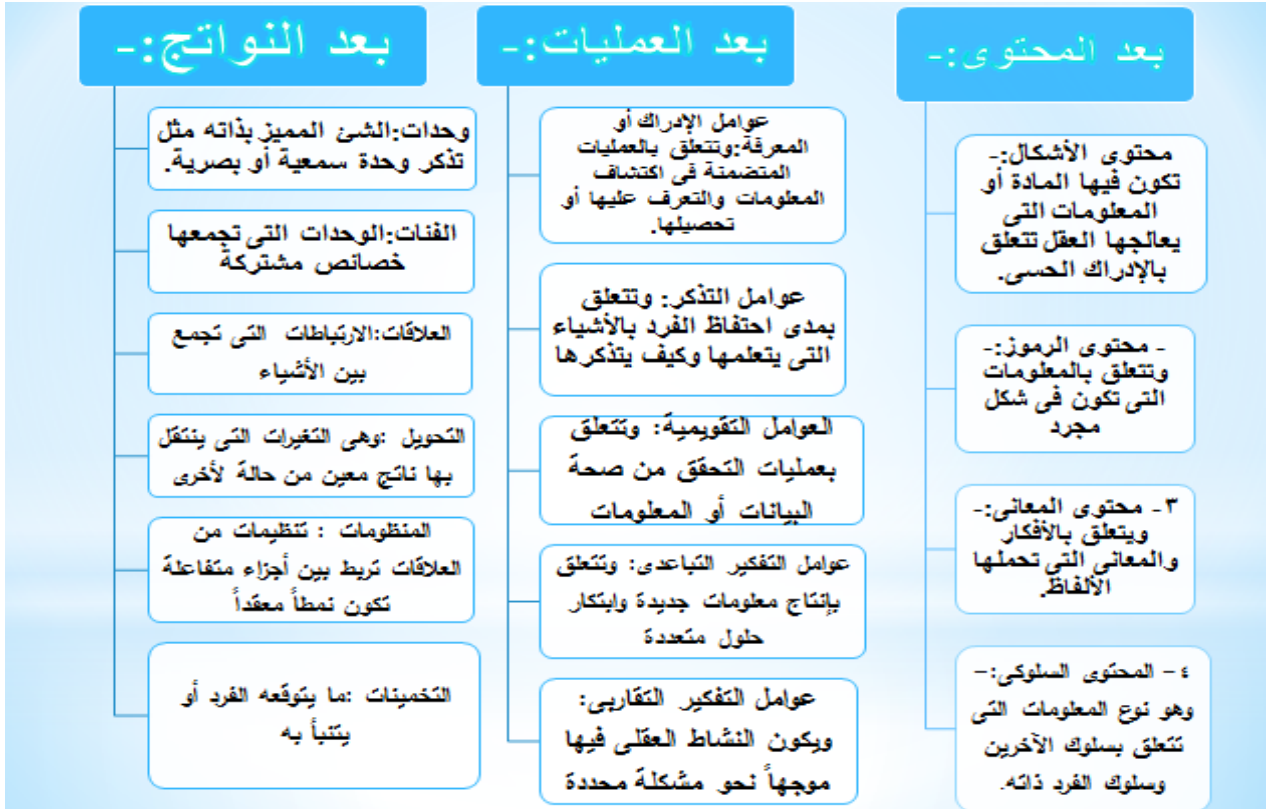 بعد المحتوى:-
محتوى الأشكال:-
تكون فيها المادة أو
المعلومات التى
يعالجها العقل تتعلق
بالإدراك الحسى.
- محتوى الرموز:-
وتتعلق بالمعلومات
التى تكون فى شكل
مجرد
٣- محتوى المعانى:-
ويتعلق بالأفكار
والمعانى التى تحملها
الألفاظ.
٤- المحتوى السلوكى:-
وهو نوع المعلومات التى
تتعلق بسلوك الآخرين
وسلوك الفرد ذاته.
بعد العمليات:-
عوامل الإدراك أو
المعرفة:وتتعلق بالعمليات
المتضمنة فى اكتشاف
المعلومات والتعرف عليها أو
تحصيلها.
عوامل التذكر: وتتعلق
بمدى احتفاظ الفرد بالأشياء
التى يتعلمها وكيف يتذكرها
العوامل التقويمية: وتتعلق
بعمليات التحقق من صحة
البيانات أو المعلومات
عوامل التفكير التباعدى: وتتعلق
بإنتاج معلومات جديدة وابتكار
حلول متعددة
عوامل التفكير التقاربى:
ويكون النشاط العقلى فيها
موجهاً نحو مشكلة محددة
بعد النواتج:-
وحدات:الشئ المميز بذاته مثل
تذكر وحدة سمعية أو بصرية.
الفئات:الوحدات التى تجمعها
خصائص مشتركة
العلاقات:الارتباطات التى تجمع
بين الأشياء
التحويل :وهى التغيرات التى ينتقل
بها ناتج معين من حالة لأخرى
المنظومات : تنظيمات من
العلاقات تربط بين أجزاء متفاعلة
تكون نمطاً معقداً
التخمينات :ما يتوقعه الفرد أو
يتنبأ به